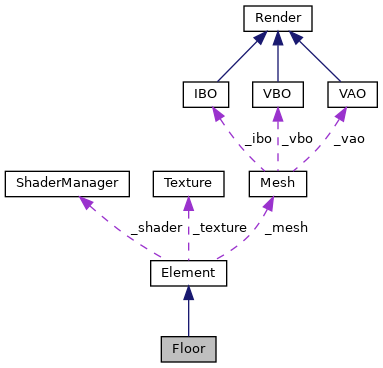 Render
IBO VBO VAO
_ibo _vbo _vao
ShaderManager Texture Mesh
_shader _texture _mesh
Element
Floor